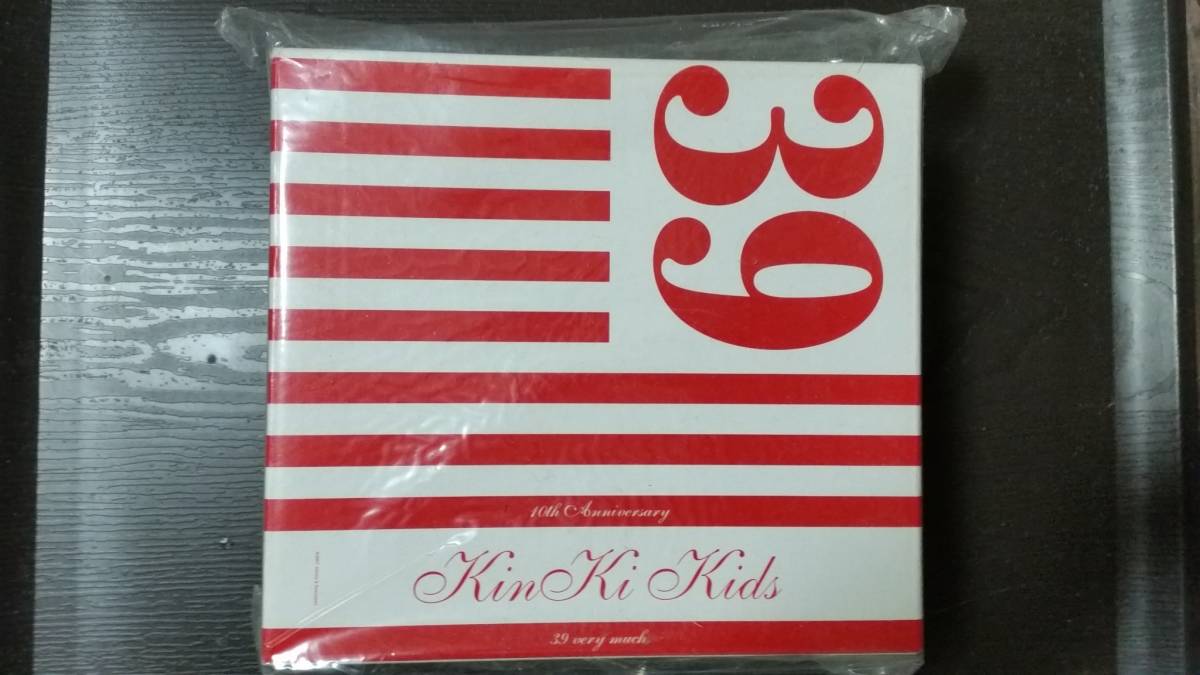 39
10th Anniversary
KinKi Kids
39 very much